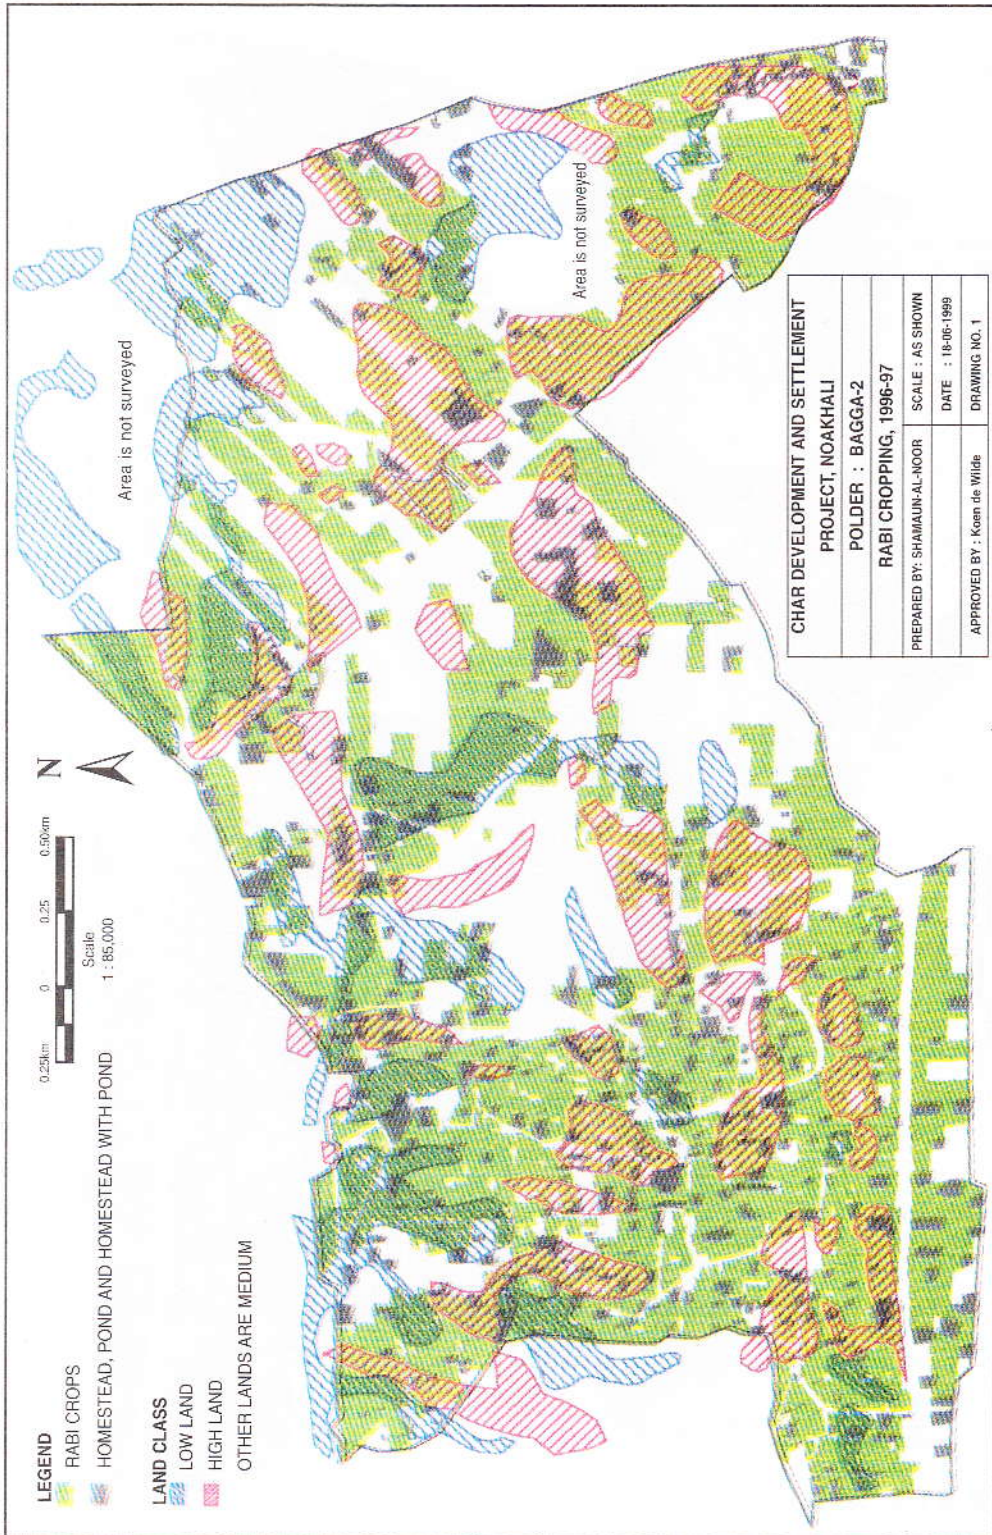 LEGEND
RABI CROPS
HOMESTEAD, POND AND HOMESTEAD WITH POND
LAND CLASS
LOW LAND
HIGH LAND
OTHER LANDS ARE MEDIUM
0.25km 0 0.25 0.50km
Scale
1 : 85,000
N
Area is not surveyed
Area is not surveyed
CHAR DEVELOPMENT AND SETTLEMENT
PROJECT, NOAKHALI
POLDER : BAGGA-2
RABI CROPPING, 1996-97
PREPARED BY: SHAMAUN-AL-NOOR
SCALE : AS SHOWN
DATE : 18-06-1999
APPROVED BY : Koen de Wilde
DRAWING NO. 1